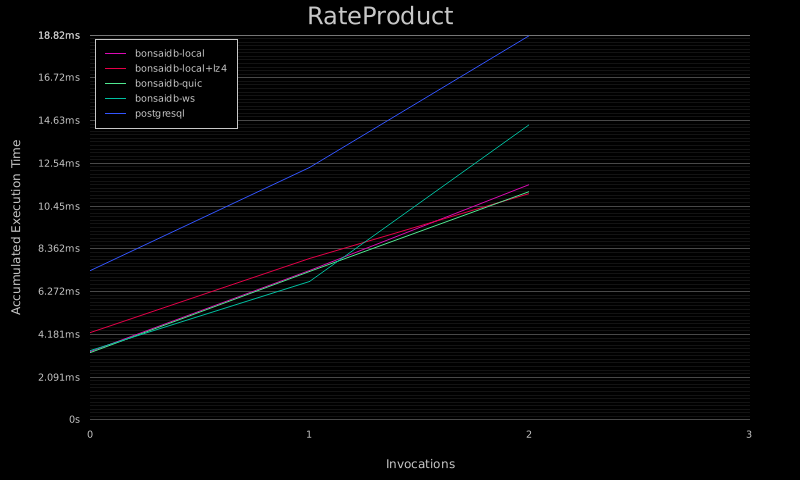 RateProduct
18.82ms
16.72ms
14.63ms
12.54ms
10.45ms
8.362ms
6.272ms
4.181ms
2.091ms
0s
Accumulated Execution Time
bonsaidb-local
bonsaidb-local+lz4
bonsaidb-quic
bonsaidb-ws
postgresql
0 1 2 3
Invocations